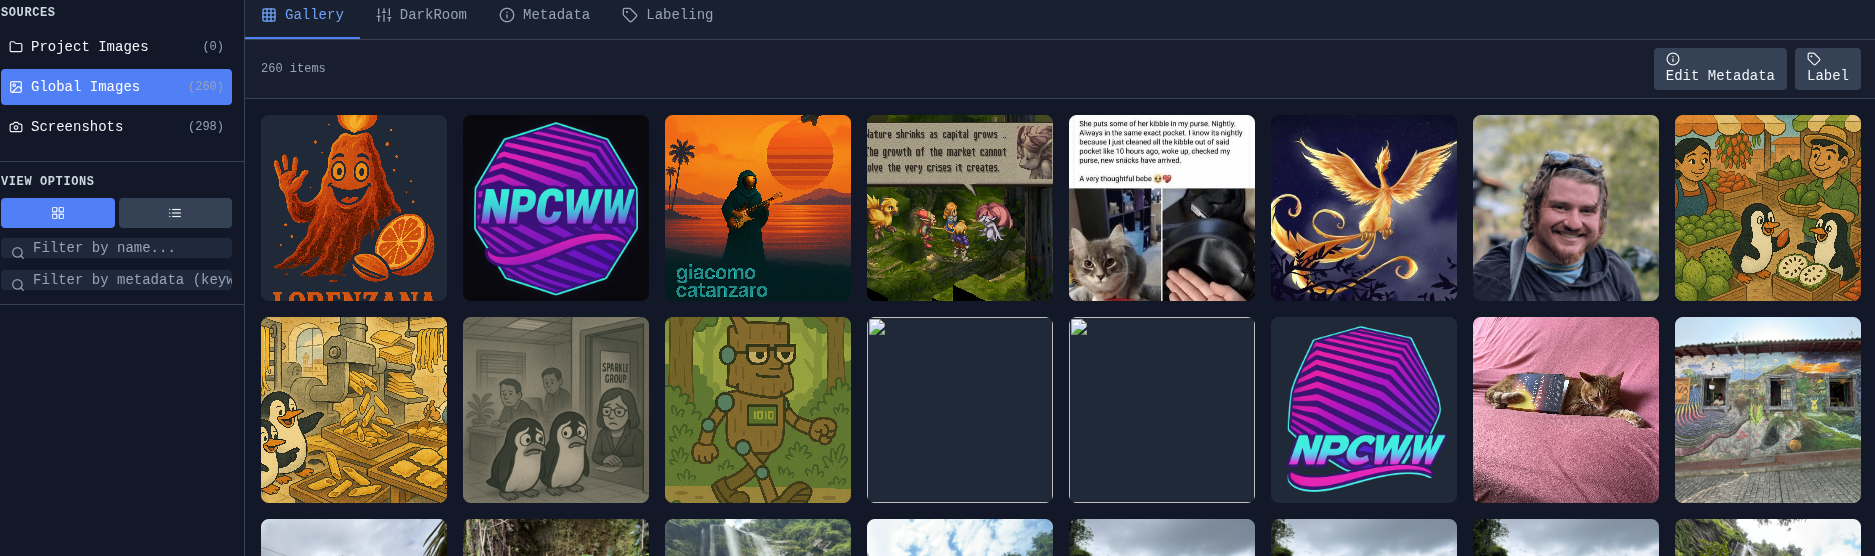 SOURCES
Project Images (0)
Global Images (260)
Screenshots (298)
VIEW OPTIONS
Filter by name...
Filter by metadata (keyw
Gallery
DarkRoom
Metadata
Labeling
260 items
Edit Metadata
Label
LORENZANA
NPCWW
giacomo
catanzaro
Nature shrinks as capital grows ..
The growth of the market cannot
solve the very crises it creates.
She puts some of her kibble in my purse. Nightly.
Always in the same exact pocket. I know its nightly
because I just cleaned all the kibble out of said
pocket like 10 hours ago, woke up, checked my
purse, new snacks have arrived.
A very thoughtful bebe 🥹💖
SPARKLE
GROUP
1010
NPCWW